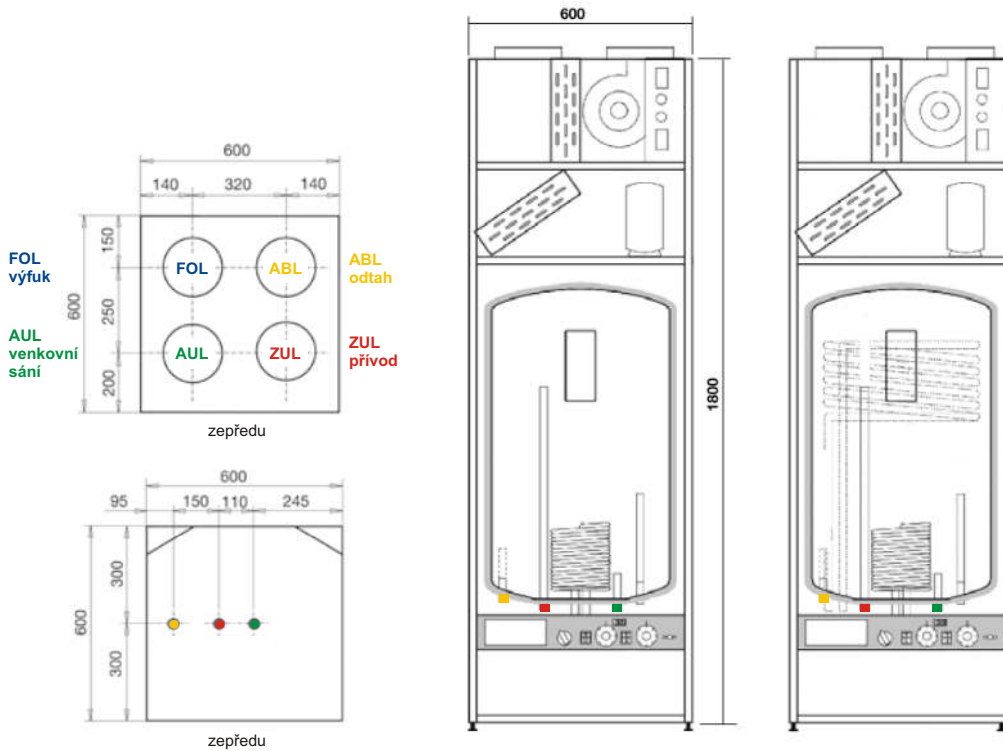 600
140
320
140
150
250
200
600
FOL
výfuk
AUL
venkovní
sání
FOL
ABL
AUL
ZUL
ABL
odtah
ZUL
přívod
zepředu
600
95
150
110
245
300
600
300
zepředu
600
1800